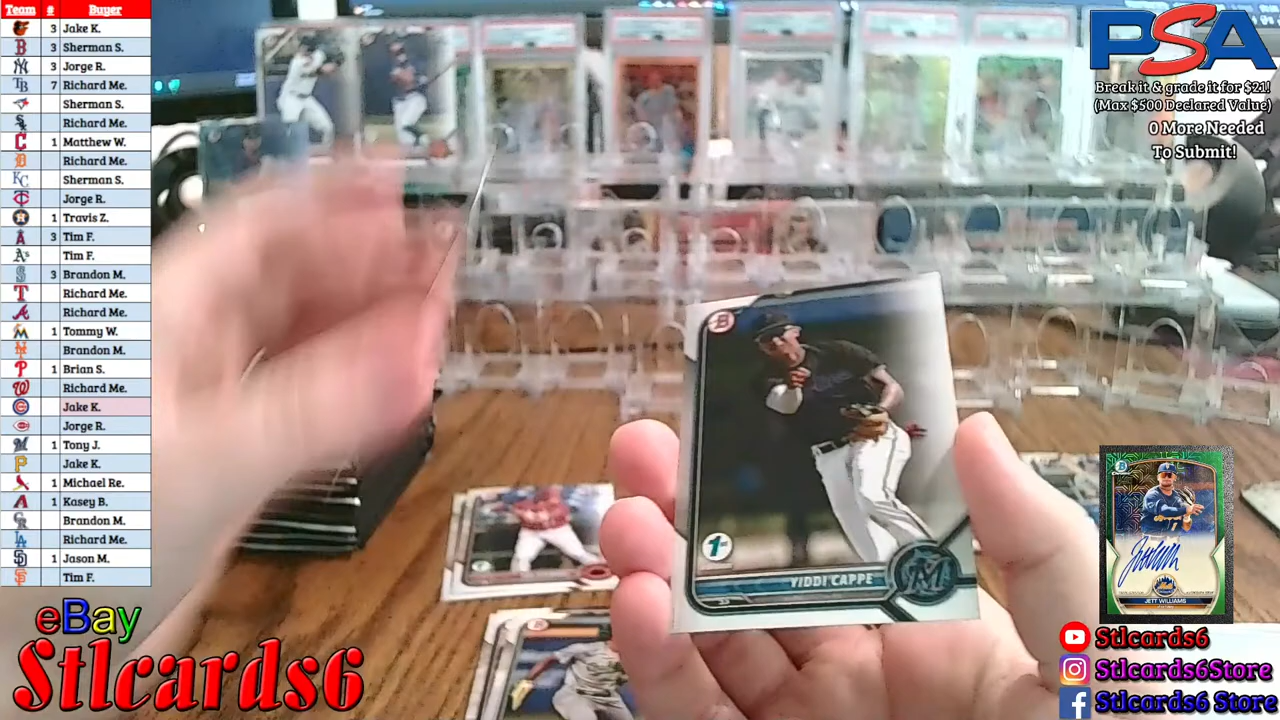 Team # Buyer
3 Jake K.
3 Sherman S.
3 Jorge R.
7 Richard Me.
Sherman S.
Richard Me.
1 Matthew W.
Richard Me.
Sherman S.
Jorge R.
1 Travis Z.
3 Tim F.
Tim F.
3 Brandon M.
Richard Me.
Richard Me.
1 Tommy W.
Brandon M.
1 Brian S.
Richard Me.
Jake K.
Jorge R.
1 Tony J.
Jake K.
1 Michael Re.
1 Kasey B.
Brandon M.
Richard Me.
1 Jason M.
Tim F.
eBay
Stlcards6
PSA
Break it & grade it for $21!
(Max $500 Declared Value)
0 More Needed
To Submit!
B
1st
VIDDI CAPPE
M
JETT WILLIAMS
Stlcards6
Stlcards6Store
Stlcards6 Store